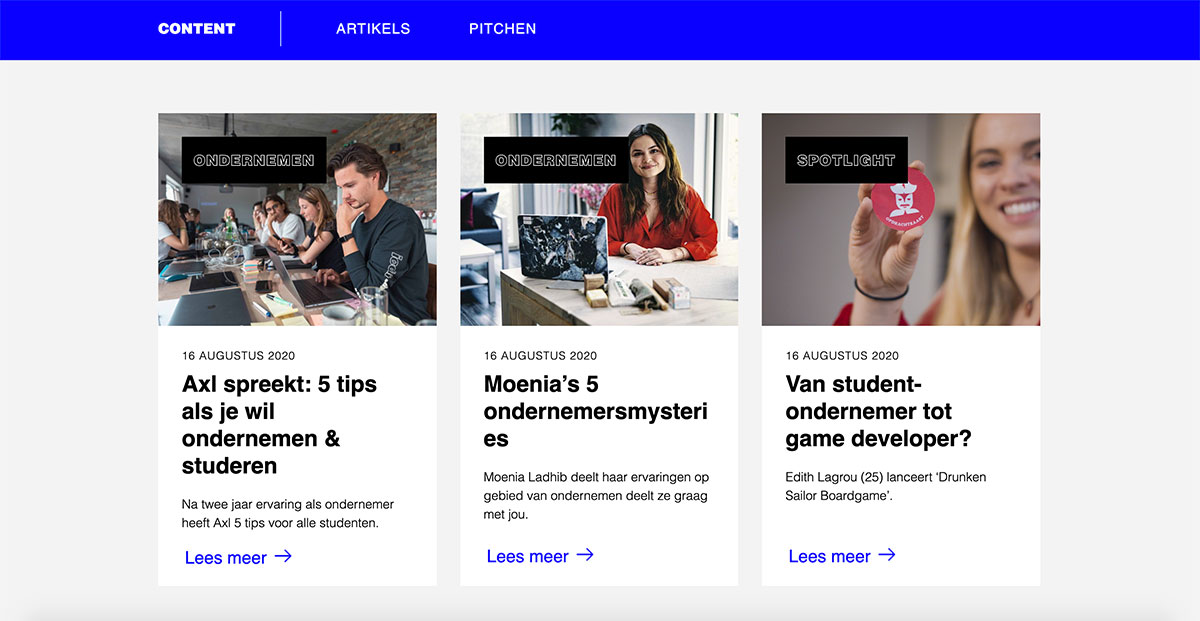 CONTENT
ARTIKELS
PITCHEN
ONDERNEMEN
16 AUGUSTUS 2020
Axl spreekt: 5 tips
als je wil
ondernemen &
studeren
Na twee jaar ervaring als ondernemer
heeft Axl 5 tips voor alle studenten.
Lees meer →
ONDERNEMEN
16 AUGUSTUS 2020
Moenia’s 5
ondernemersmysteri
es
Moenia Ladhib deelt haar ervaringen op
gebied van ondernemen deelt ze graag
met jou.
Lees meer →
SPOTLIGHT
OPDRACHTKAART
16 AUGUSTUS 2020
Van student-
ondernemer tot
game developer?
Edith Lagrou (25) lanceert ‘Drunken
Sailor Boardgame’.
Lees meer →